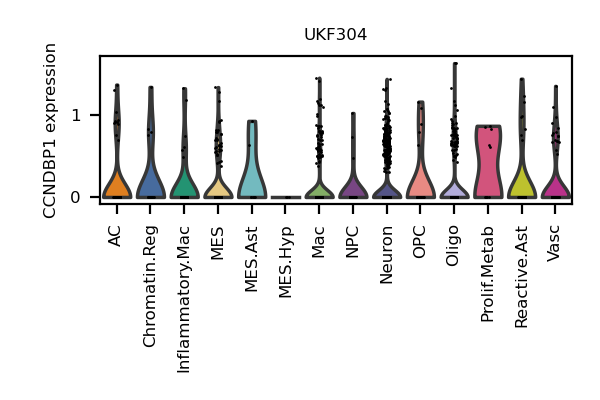 UKF304
CCNDBP1 expression
1
0
AC
Chromatin.Reg
Inflammatory.Mac
MES
MES.Ast
MES.Hyp
Mac
NPC
Neuron
OPC
Oligo
Prolif.Metab
Reactive.Ast
Vasc